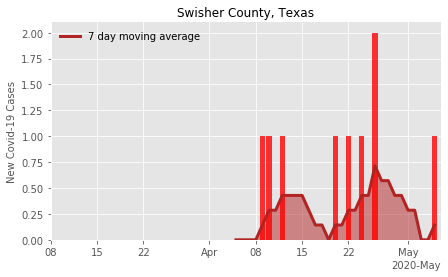 Swisher County, Texas
7 day moving average
New Covid-19 Cases
2.00
1.75
1.50
1.25
1.00
0.75
0.50
0.25
0.00
08 15 22 Apr 08 15 22 May
2020-May